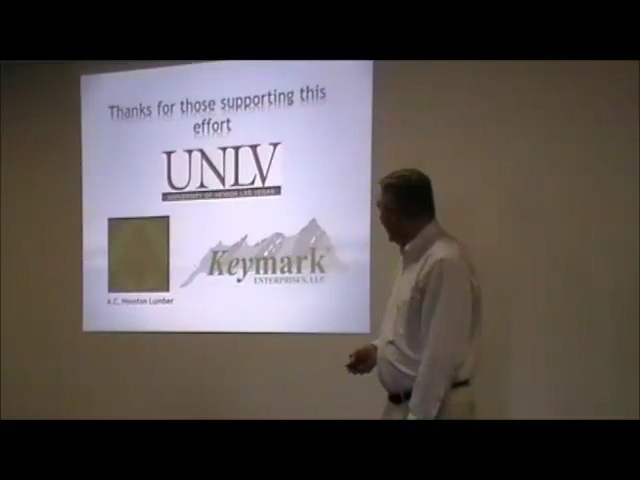 Thanks for those supporting this
effort
UNLV
UNIVERSITY OF NEVADA LAS VEGAS
Keymark
ENTERPRISES, LLC
A.C. Houston Lumber